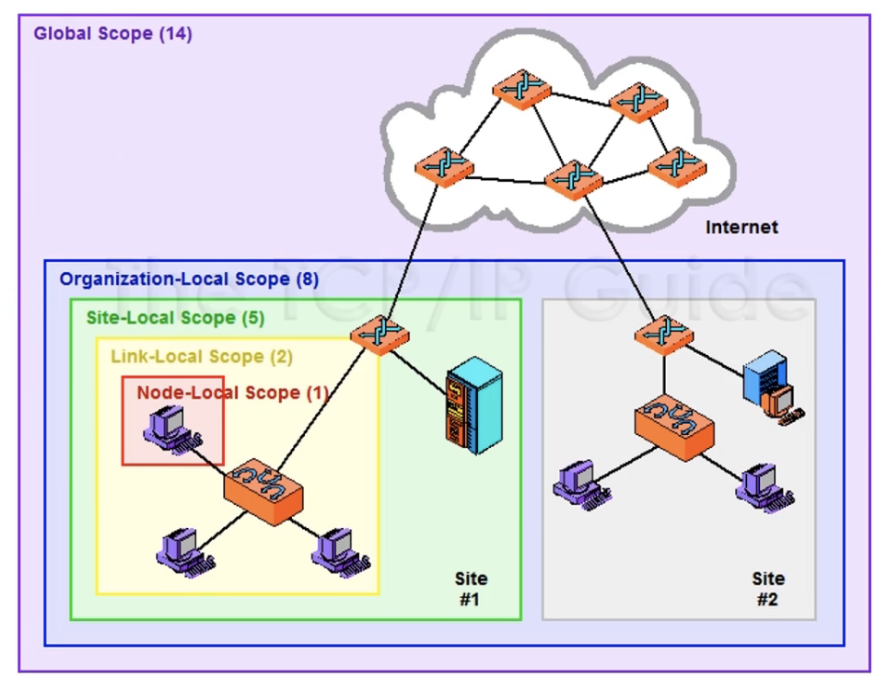 Global Scope (14)
Internet
The TCP/IP Guide
Organization-Local Scope (8)
Site-Local Scope (5)
Link-Local Scope (2)
Node-Local Scope (1)
Site
#1
Site
#2